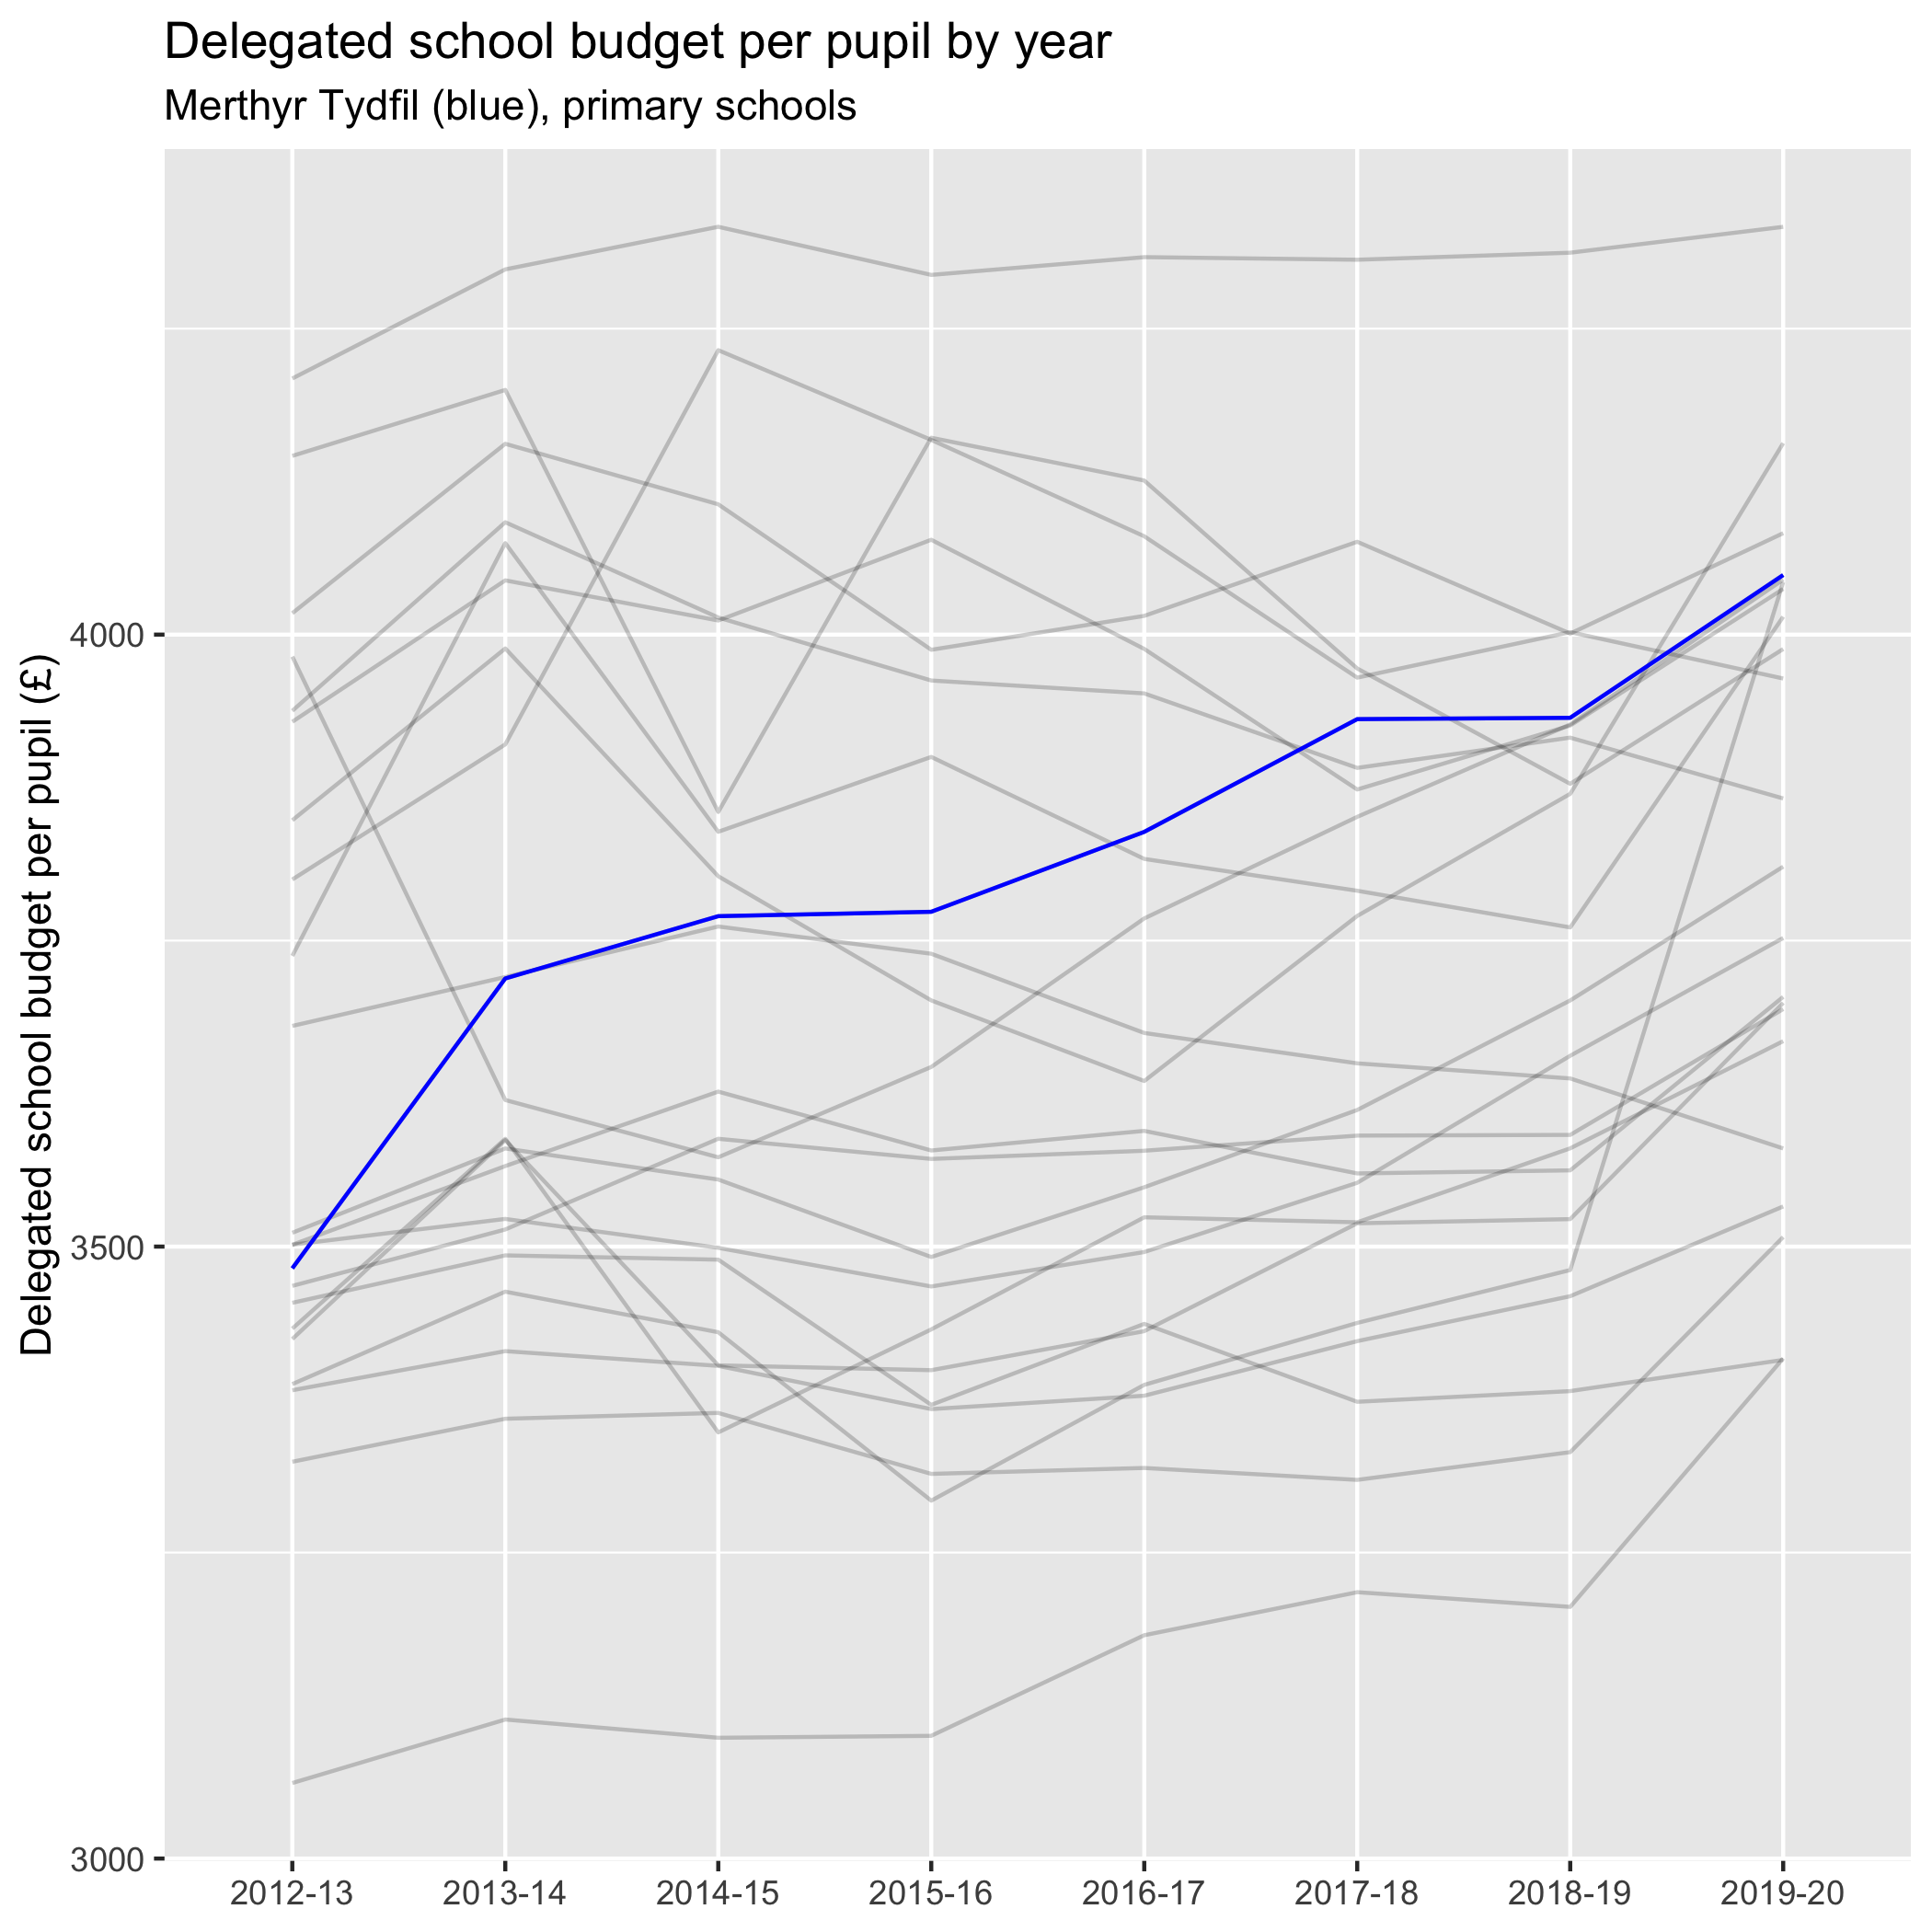 Delegated school budget per pupil by year
Merthyr Tydfil (blue), primary schools
Delegated school budget per pupil (£)
4000
3500
3000
2012-13 2013-14 2014-15 2015-16 2016-17 2017-18 2018-19 2019-20